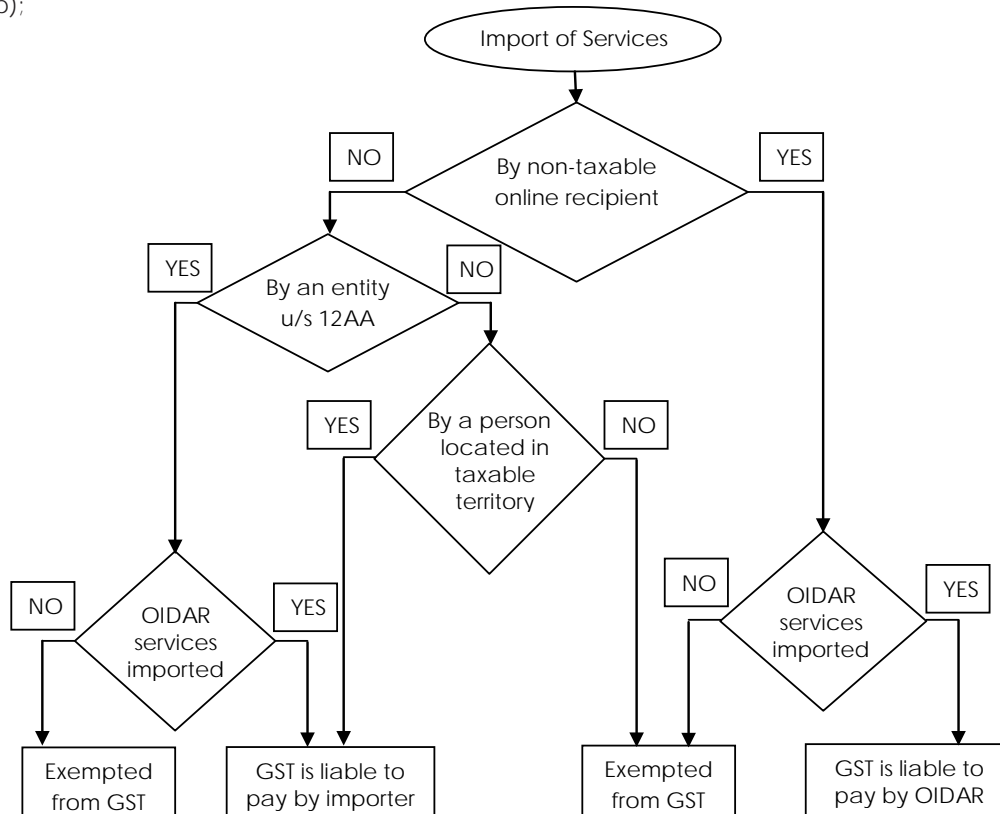 b);
Import of Services
NO
YES
By non-taxable
online recipient
YES
NO
By an entity
u/s 12AA
YES
NO
By a person
located in
taxable
territory
NO
YES
OIDAR
services
imported
NO
YES
OIDAR
services
imported
Exempted
from GST
GST is liable to
pay by importer
Exempted
from GST
GST is liable to
pay by OIDAR